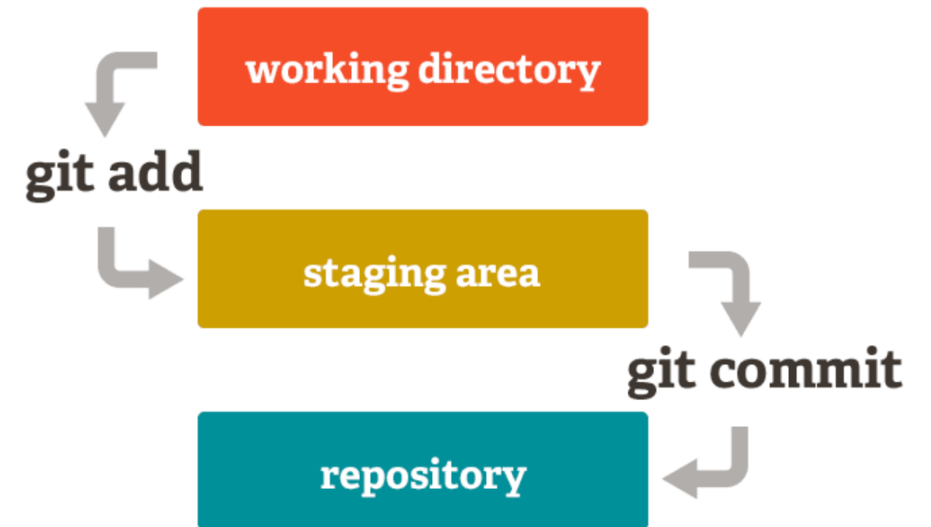 working directory
git add
staging area
git commit
repository